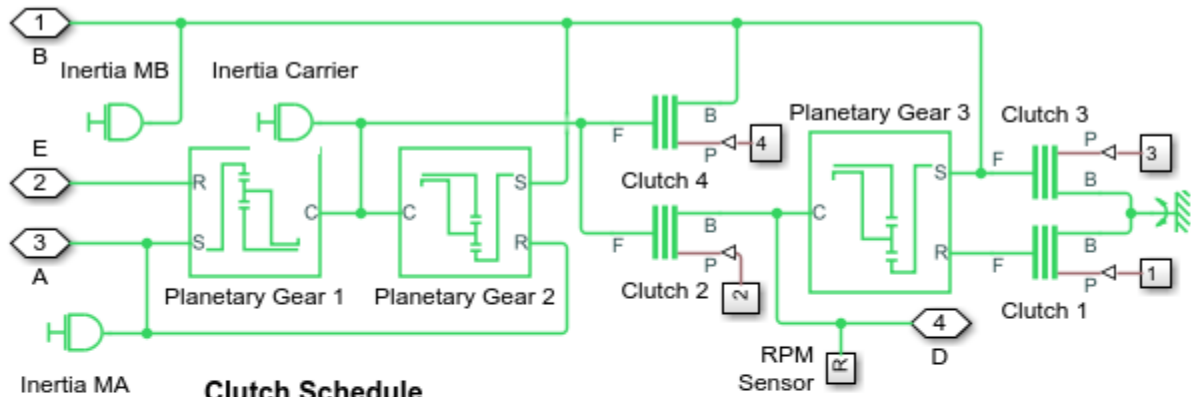 1
B
Inertia MB
Inertia Carrier
E
2
R
S
C
3
A
Planetary Gear 1
Inertia MA
C
S
R
Planetary Gear 2
F
B
P
4
Clutch 4
F
B
P
2
Clutch 2
Planetary Gear 3
C
S
R
Clutch 3
F
P
B
3
F
B
P
1
Clutch 1
4
D
RPM
Sensor
R
Clutch Schedule